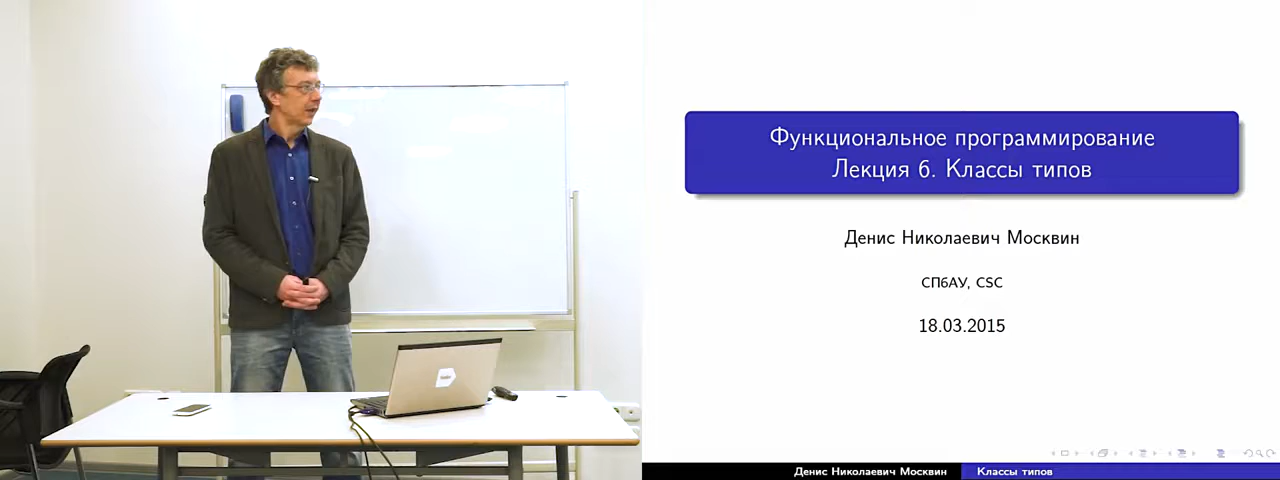 Функциональное программирование
Лекция 6. Классы типов
Денис Николаевич Москвин
СПбАУ, CSC
18.03.2015
Денис Николаевич Москвин
Классы типов